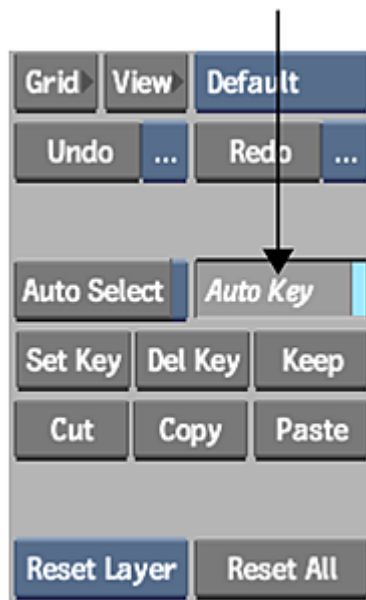 Grid View Default
Undo ... Redo ...
Auto Select Auto Key
Set Key Del Key Keep
Cut Copy Paste
Reset Layer Reset All